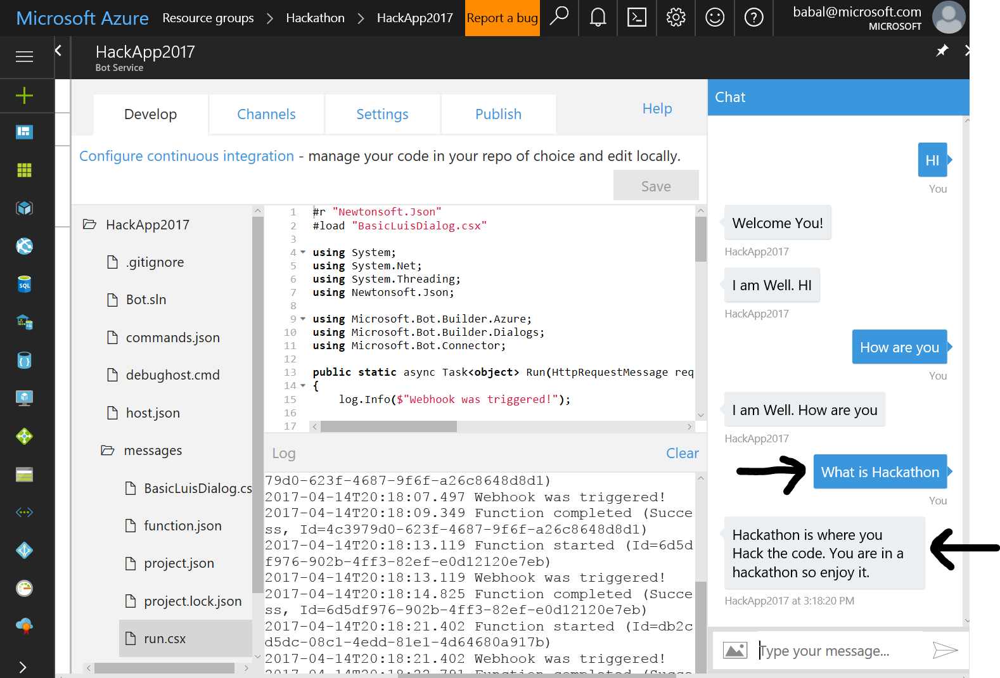 Microsoft Azure Resource groups > Hackathon > HackApp2017 Report a bug babal@microsoft.com
MICROSOFT
HackApp2017
Bot Service
Develop Channels Settings Publish Help
Configure continuous integration - manage your code in your repo of choice and edit locally.
Save
HackApp2017
.gitignore
Bot.sln
commands.json
debughost.cmd
host.json
messages
BasicLuisDialog.cs
function.json
project.json
project.lock.json
run.csx
1 #r "Newtonsoft.Json"
2 #load "BasicLuisDialog.csx"
3
4 using System;
5 using System.Net;
6 using System.Threading;
7 using Newtonsoft.Json;
8
9 using Microsoft.Bot.Builder.Azure;
10 using Microsoft.Bot.Builder.Dialogs;
11 using Microsoft.Bot.Connector;
12
13 public static async Task<object> Run(HttpRequestMessage req
14 {
15 log.Info($"Webhook was triggered!");
16
17
Log Clear
79d0-623f-4687-9f6f-a26c8648d8d1)
2017-04-14T20:18:07.497 Webhook was triggered!
2017-04-14T20:18:09.349 Function completed (Succe
ss, Id=4c3979d0-623f-4687-9f6f-a26c8648d8d1)
2017-04-14T20:18:13.119 Function started (Id=6d5d
f976-902b-4ff3-82ef-e0d12120e7eb)
2017-04-14T20:18:13.119 Webhook was triggered!
2017-04-14T20:18:14.825 Function completed (Succe
ss, Id=6d5df976-902b-4ff3-82ef-e0d12120e7eb)
2017-04-14T20:18:21.402 Function started (Id=db2c
d5dc-08c1-4edd-81e1-4d64680a917b)
2017-04-14T20:18:21.402 Webhook was triggered!
2017-04-14T20:18:22.791 Function completed (Succe
Chat
HI
You
Welcome You!
HackApp2017
I am Well. HI
HackApp2017
How are you
You
I am Well. How are you
HackApp2017
What is Hackathon
You
Hackathon is where you
Hack the code. You are in a
hackathon so enjoy it.
HackApp2017 at 3:18:20 PM
Type your message...